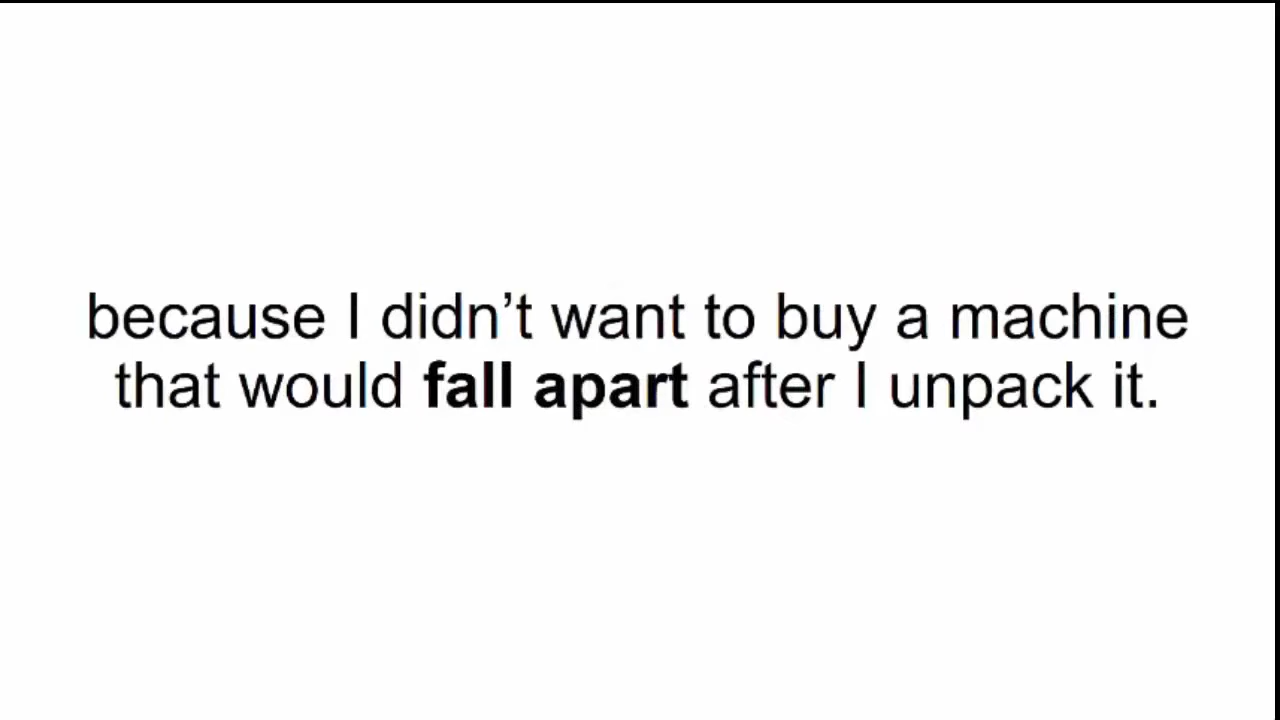 because I didn’t want to buy a machine
that would fall apart after I unpack it.